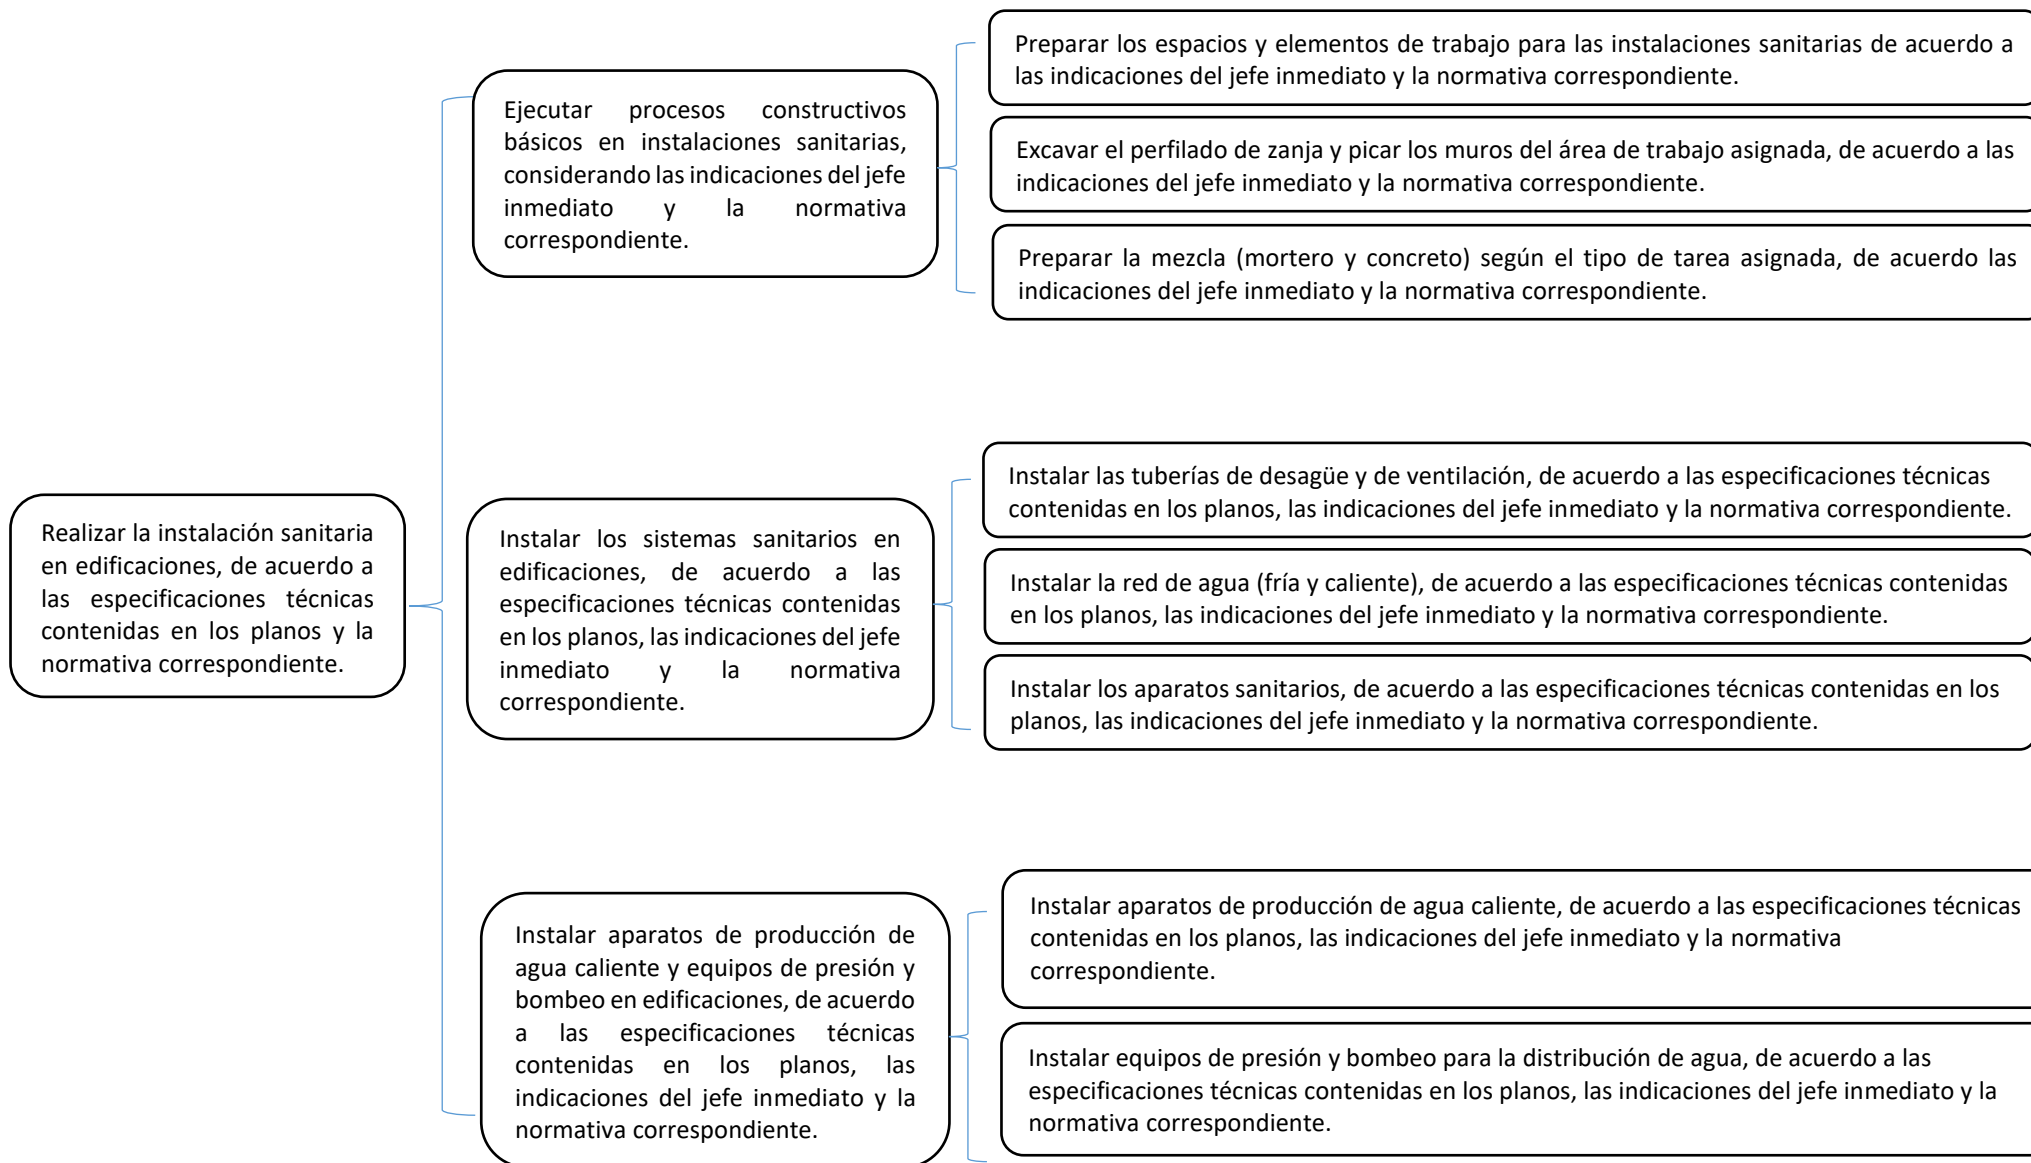 Realizar la instalación sanitaria
en edificaciones, de acuerdo a
las especificaciones técnicas
contenidas en los planos y la
normativa correspondiente.
Ejecutar procesos constructivos
básicos en instalaciones sanitarias,
considerando las indicaciones del jefe
inmediato y la normativa
correspondiente.
Preparar los espacios y elementos de trabajo para las instalaciones sanitarias de acuerdo a
las indicaciones del jefe inmediato y la normativa correspondiente.
Excavar el perfilado de zanja y picar los muros del área de trabajo asignada, de acuerdo a las
indicaciones del jefe inmediato y la normativa correspondiente.
Preparar la mezcla (mortero y concreto) según el tipo de tarea asignada, de acuerdo las
indicaciones del jefe inmediato y la normativa correspondiente.
Instalar los sistemas sanitarios en
edificaciones, de acuerdo a las
especificaciones técnicas contenidas
en los planos, las indicaciones del jefe
inmediato y la normativa
correspondiente.
Instalar las tuberías de desagüe y de ventilación, de acuerdo a las especificaciones técnicas
contenidas en los planos, las indicaciones del jefe inmediato y la normativa correspondiente.
Instalar la red de agua (fría y caliente), de acuerdo a las especificaciones técnicas contenidas
en los planos, las indicaciones del jefe inmediato y la normativa correspondiente.
Instalar los aparatos sanitarios, de acuerdo a las especificaciones técnicas contenidas en los
planos, las indicaciones del jefe inmediato y la normativa correspondiente.
Instalar aparatos de producción de
agua caliente y equipos de presión y
bombeo en edificaciones, de acuerdo
a las especificaciones técnicas
contenidas en los planos, las
indicaciones del jefe inmediato y la
normativa correspondiente.
Instalar aparatos de producción de agua caliente, de acuerdo a las especificaciones técnicas
contenidas en los planos, las indicaciones del jefe inmediato y la normativa
correspondiente.
Instalar equipos de presión y bombeo para la distribución de agua, de acuerdo a las
especificaciones técnicas contenidas en los planos, las indicaciones del jefe inmediato y la
normativa correspondiente.